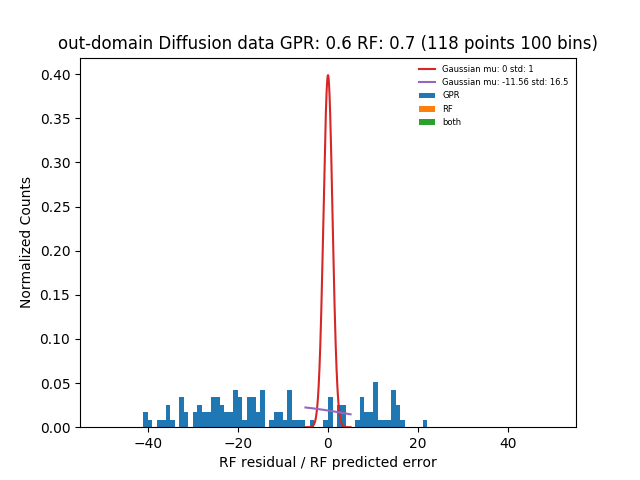 out-domain Diffusion data GPR: 0.6 RF: 0.7 (118 points 100 bins)
Gaussian mu: 0 std: 1
Gaussian mu: -11.56 std: 16.5
GPR
RF
both
Normalized Counts
0.40
0.35
0.30
0.25
0.20
0.15
0.10
0.05
0.00
−40
−20
0
20
40
RF residual / RF predicted error